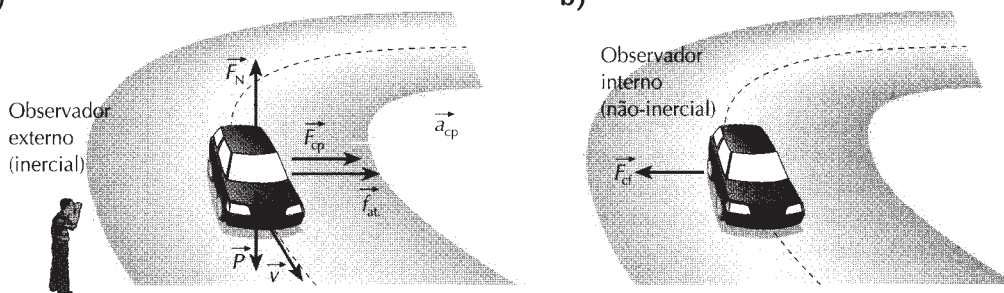 )
b)
Observador
externo
(inercial)
F_N
F_cp
f_at.
a_cp
P
v
Observador
interno
(não-inercial)
F_cf